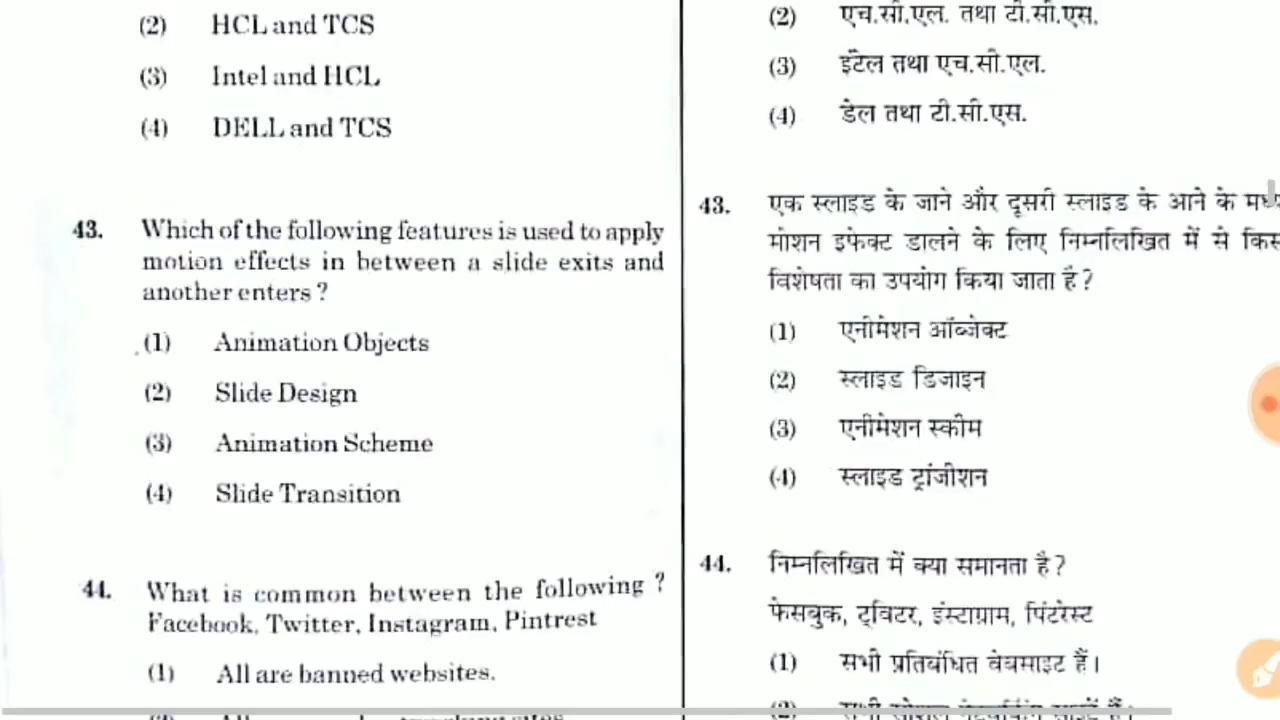 (2) HCL and TCS
(3) Intel and HCL
(4) DELL and TCS
43. Which of the following features is used to apply
motion effects in between a slide exits and
another enters ?
(1) Animation Objects
(2) Slide Design
(3) Animation Scheme
(4) Slide Transition
44. What is common between the following ?
Facebook, Twitter, Instagram, Pintrest
(1) All are banned websites.
(2) एच.सी.एल. तथा टी.सी.एस.
(3) इंटेल तथा एच.सी.एल.
(4) डेल तथा टी.सी.एस.
43. एक स्लाइड के जाने और दूसरी स्लाइड के आने के
मोशन इफेक्ट डालने के लिए निम्नलिखित में से किस
विशेषता का उपयोग किया जाता है ?
(1) एनीमेशन ऑब्जेक्ट
(2) स्लाइड डिजाइन
(3) एनीमेशन स्कीम
(4) स्लाइड ट्रांजीशन
44. निम्नलिखित में क्या समानता है ?
फेसबुक, ट्विटर, इंस्टाग्राम, पिंटरेस्ट
(1) सभी प्रतिबंधित वेबसाइट हैं।